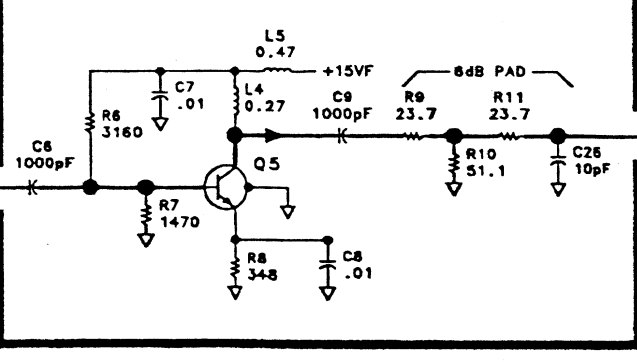 L5
0.47
+15VF
6dB PAD
C7
.01
L4
0.27
C9
1000pF
R9
23.7
R11
23.7
R6
3160
C6
1000pF
Q5
R10
51.1
C26
10pF
R7
1470
R8
348
C8
.01